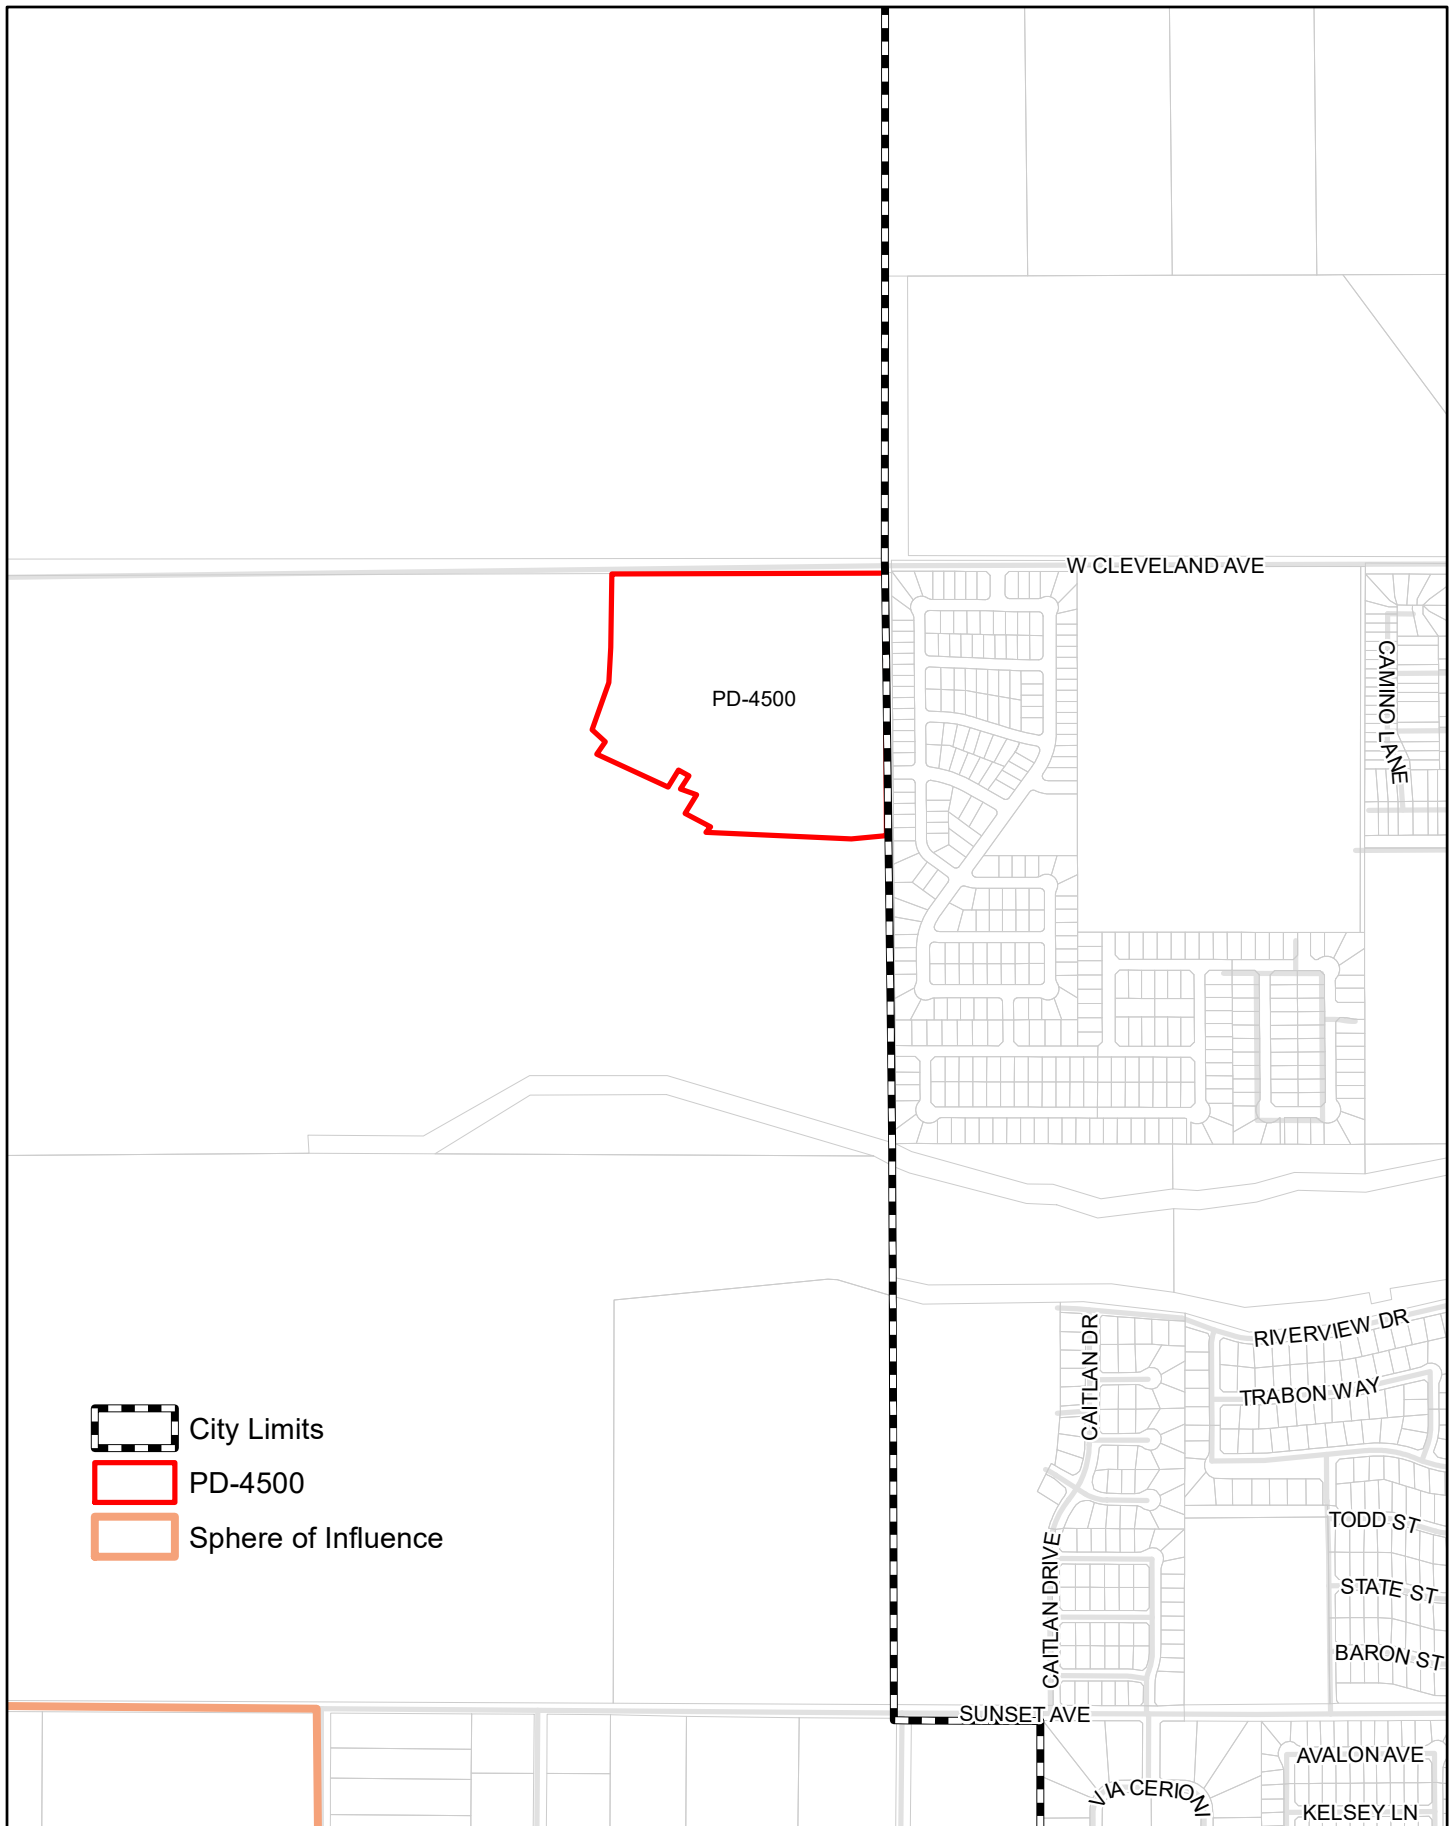 W CLEVELAND AVE
CAMINO LANE
PD-4500
RIVERVIEW DR
CAITLAN DR
TRABON WAY
City Limits
PD-4500
Sphere of Influence
TODD ST
CAITLAN DRIVE
STATE ST
BARON ST
SUNSET AVE
AVALON AVE
VIA CERIONI
KELSEY LN